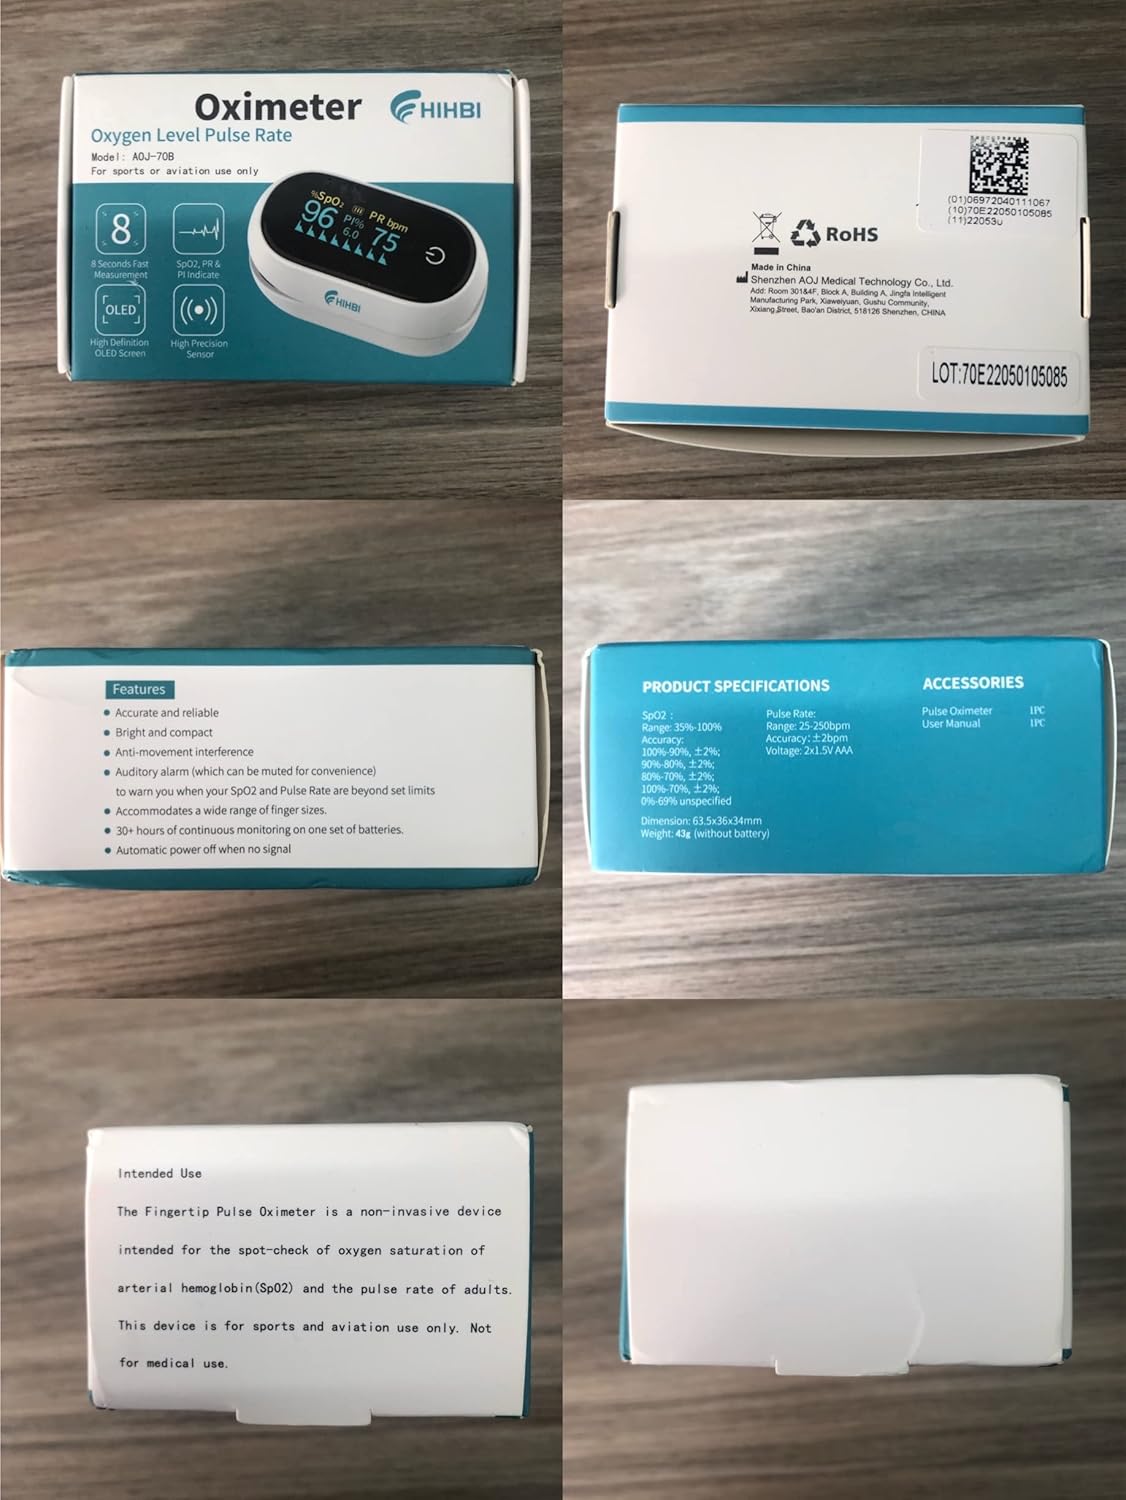 Oximeter
HIHBI
Oxygen Level Pulse Rate
Model: AOJ-70B
For sports or aviation use only
%SpO2
PR bpm
96
PI%
6.0
75
HIHBI
8
8 Seconds Fast
Measurement
SpO2, PR &
PI Indicate
OLED
High Definition
OLED Screen
High Precision
Sensor
(01)06972040111067
(10)70E22050105085
(11)22053
RoHS
Made in China
Shenzhen AOJ Medical Technology Co., Ltd.
Add: Room 301&4F, Block A, Building A, Jingfa Intelligent
Manufacturing Park, Xiaweiyuan, Gushu Community,
Xixiang Street, Bao'an District, 518126 Shenzhen, CHINA
LOT:70E22050105085
Features
Accurate and reliable
Bright and compact
Anti-movement interference
Auditory alarm (which can be muted for convenience)
to warn you when your SpO2 and Pulse Rate are beyond set limits
Accommodates a wide range of finger sizes.
30+ hours of continuous monitoring on one set of batteries.
Automatic power off when no signal
PRODUCT SPECIFICATIONS
SpO2 :
Range: 35%-100%
Accuracy:
100%-90%, ±2%;
90%-80%, ±2%;
80%-70%, ±2%;
100%-70%, ±2%;
0%-69% unspecified
Dimension: 63.5x36x34mm
Weight: 43g (without battery)
Pulse Rate:
Range: 25-250bpm
Accuracy: ±2bpm
Voltage: 2x1.5V AAA
ACCESSORIES
Pulse Oximeter 1PC
User Manual 1PC
Intended Use
The Fingertip Pulse Oximeter is a non-invasive device
intended for the spot-check of oxygen saturation of
arterial hemoglobin(SpO2) and the pulse rate of adults.
This device is for sports and aviation use only. Not
for medical use.